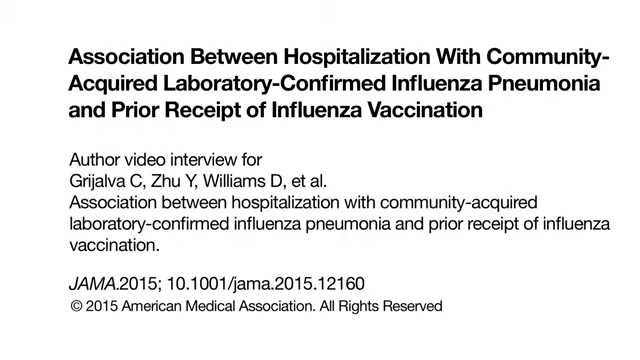 Association Between Hospitalization With Community-
Acquired Laboratory-Confirmed Influenza Pneumonia
and Prior Receipt of Influenza Vaccination
Author video interview for
Grijalva C, Zhu Y, Williams D, et al.
Association between hospitalization with community-acquired
laboratory-confirmed influenza pneumonia and prior receipt of influenza
vaccination.
JAMA.2015; 10.1001/jama.2015.12160
© 2015 American Medical Association. All Rights Reserved